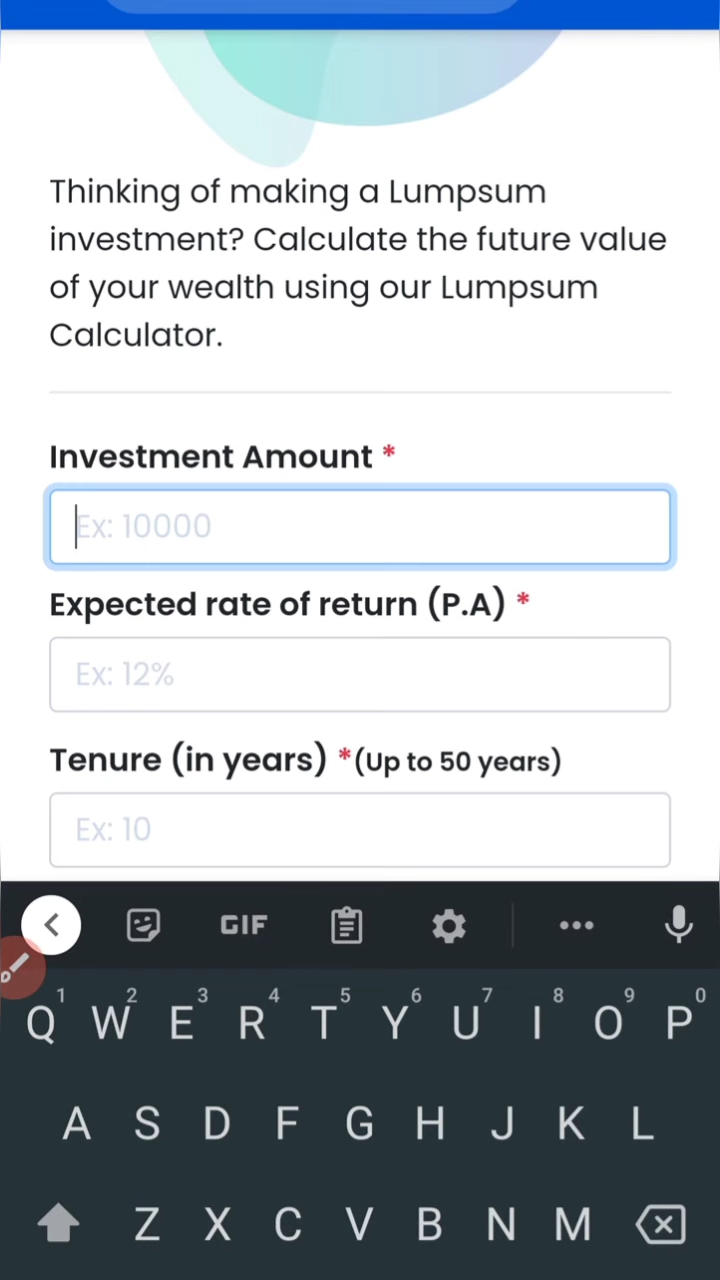 Thinking of making a Lumpsum
investment? Calculate the future value
of your wealth using our Lumpsum
Calculator.
Investment Amount *
Ex: 10000
Expected rate of return (P.A) *
Ex: 12%
Tenure (in years) *(Up to 50 years)
Ex: 10
GIF
1 2 3 4 5 6 7 8 9 0
Q W E R T Y U I O P
A S D F G H J K L
Z X C V B N M